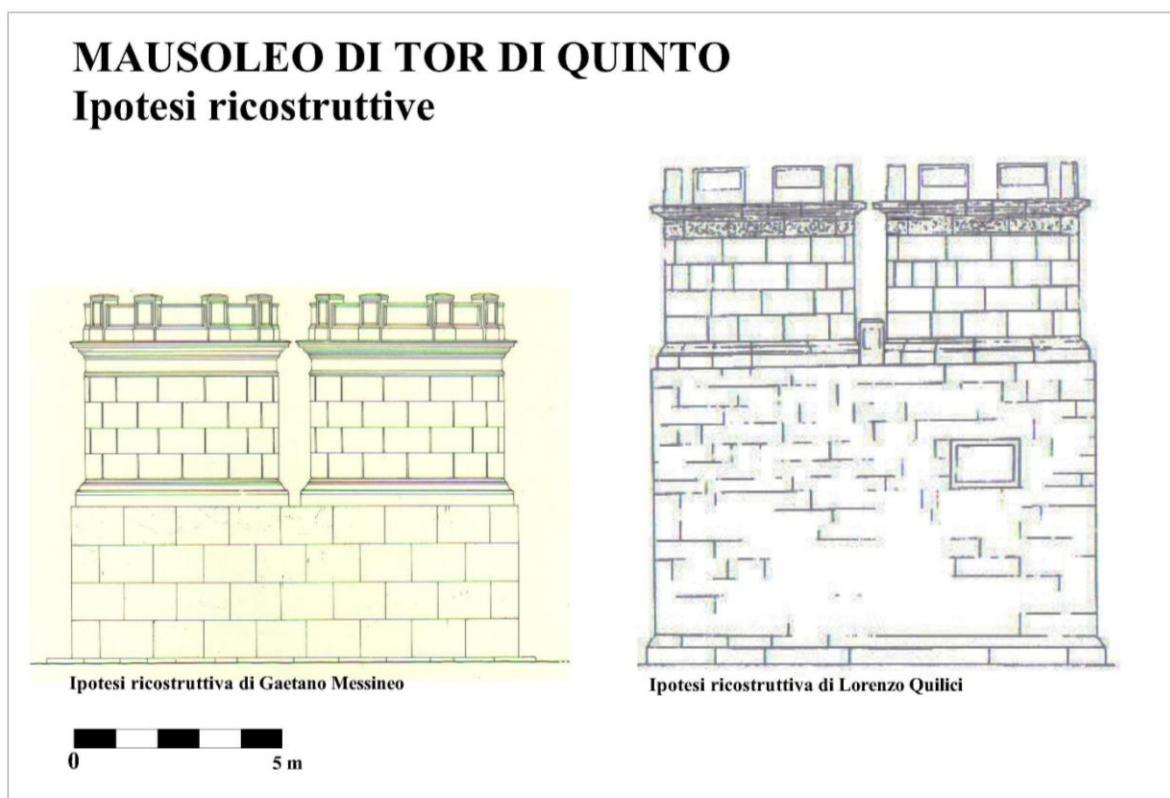 MAUSOLEO DI TOR DI QUINTO
Ipotesi ricostruttive
Ipotesi ricostruttiva di Gaetano Messineo
Ipotesi ricostruttiva di Lorenzo Quilici
0 5 m